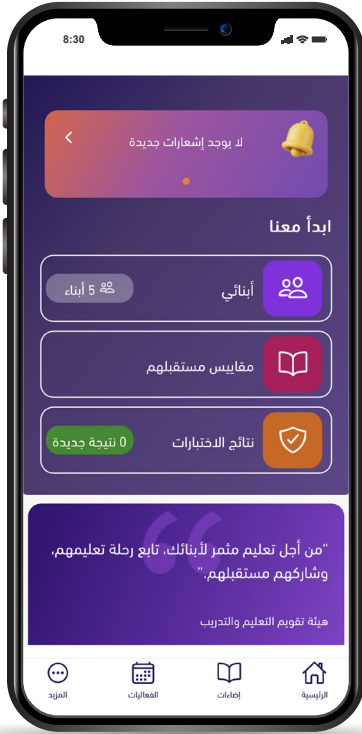 8:30
لا يوجد إشعارات جديدة
ابدأ معنا
أبنائي
5 أبناء
مقاييس مستقبلهم
نتائج الاختبارات
0 نتيجة جديدة
"من أجل تعليم مثمر لأبنائك، تابع رحلة تعليمهم،
وشاركهم مستقبلهم."
هيئة تقويم التعليم والتدريب
الرئيسية
إضاءات
الفعاليات
المزيد